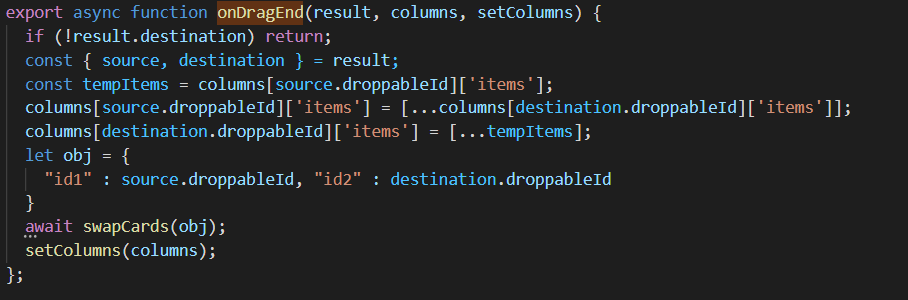 export async function onDragEnd(result, columns, setColumns) {
  if (!result.destination) return;
  const { source, destination } = result;
  const tempItems = columns[source.droppableId]['items'];
  columns[source.droppableId]['items'] = [...columns[destination.droppableId]['items']];
  columns[destination.droppableId]['items'] = [...tempItems];
  let obj = {
    "id1" : source.droppableId, "id2" : destination.droppableId
  }
  await swapCards(obj);
  setColumns(columns);
};